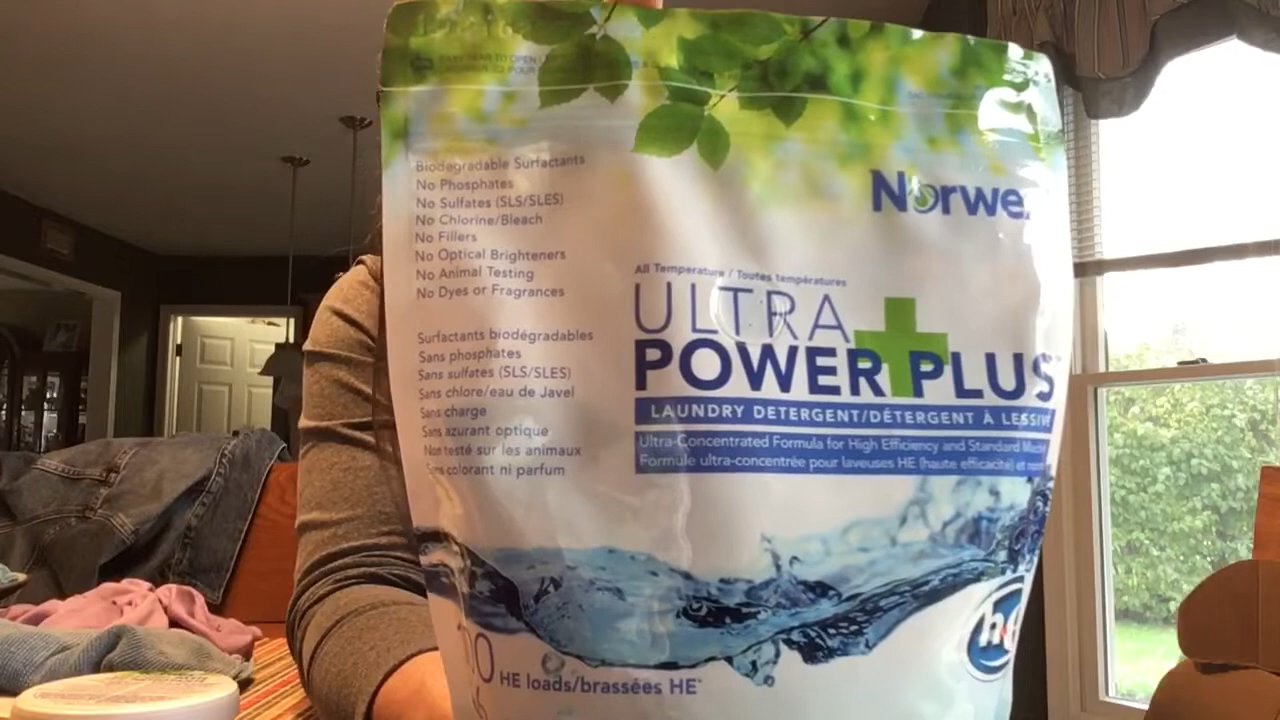 Biodegradable Surfactants
No Phosphates
No Sulfates (SLS/SLES)
No Chlorine/Bleach
No Fillers
No Optical Brighteners
No Animal Testing
No Dyes or Fragrances
Surfactants biodégradables
Sans phosphates
Sans sulfates (SLS/SLES)
Sans chlore/eau de Javel
Sans charge
Sans azurant optique
Non testé sur les animaux
Sans colorant ni parfum
Norwe
All Temperature / Toutes températures
ULTRA
POWER PLUS
LAUNDRY DETERGENT/DÉTERGENT À LESSIVE
Ultra-Concentrated Formula for High Efficiency and Standard
Formule ultra-concentrée pour laveuses HE (haute efficacité) et
he
HE loads/brassées HE